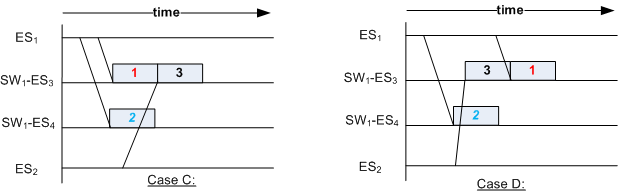 time
ES1
1 3
SW1-ES3
2
SW1-ES4
ES2
Case C:
time
ES1
3 1
SW1-ES3
2
SW1-ES4
ES2
Case D: